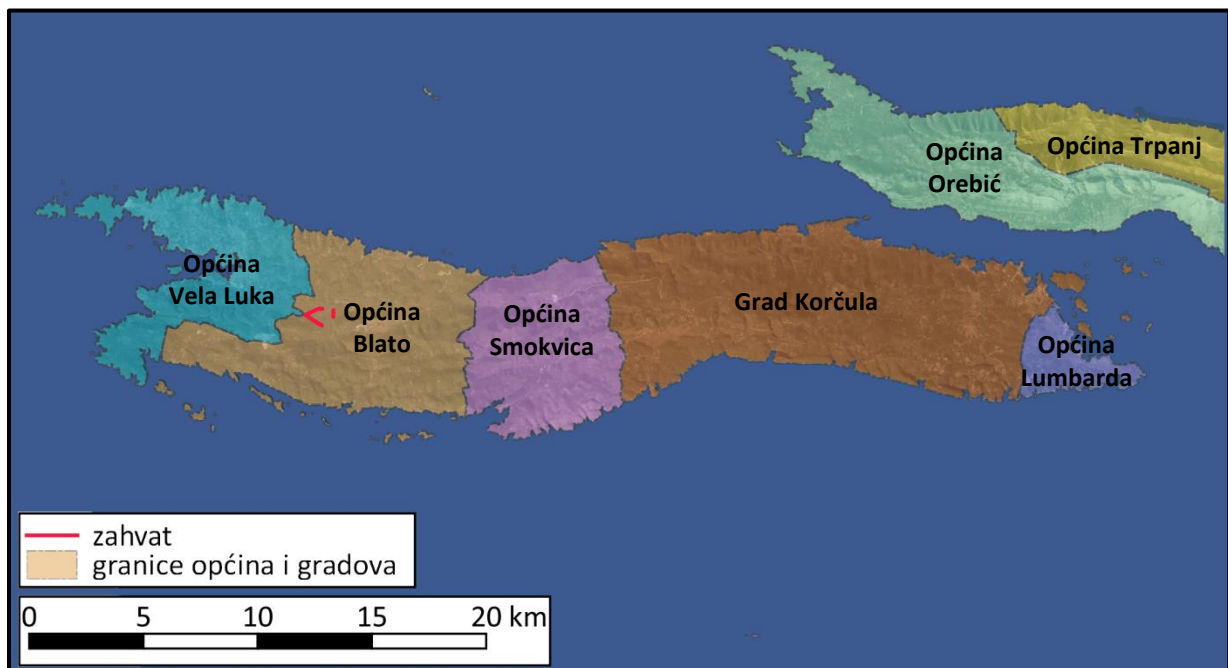 Općina
Orebić
Općina Trpanj
Općina
Vela Luka
Općina
Blato
Općina
Smokvica
Grad Korčula
Općina
Lumbarda
zahvat
granice općina i gradova
0 5 10 15 20 km